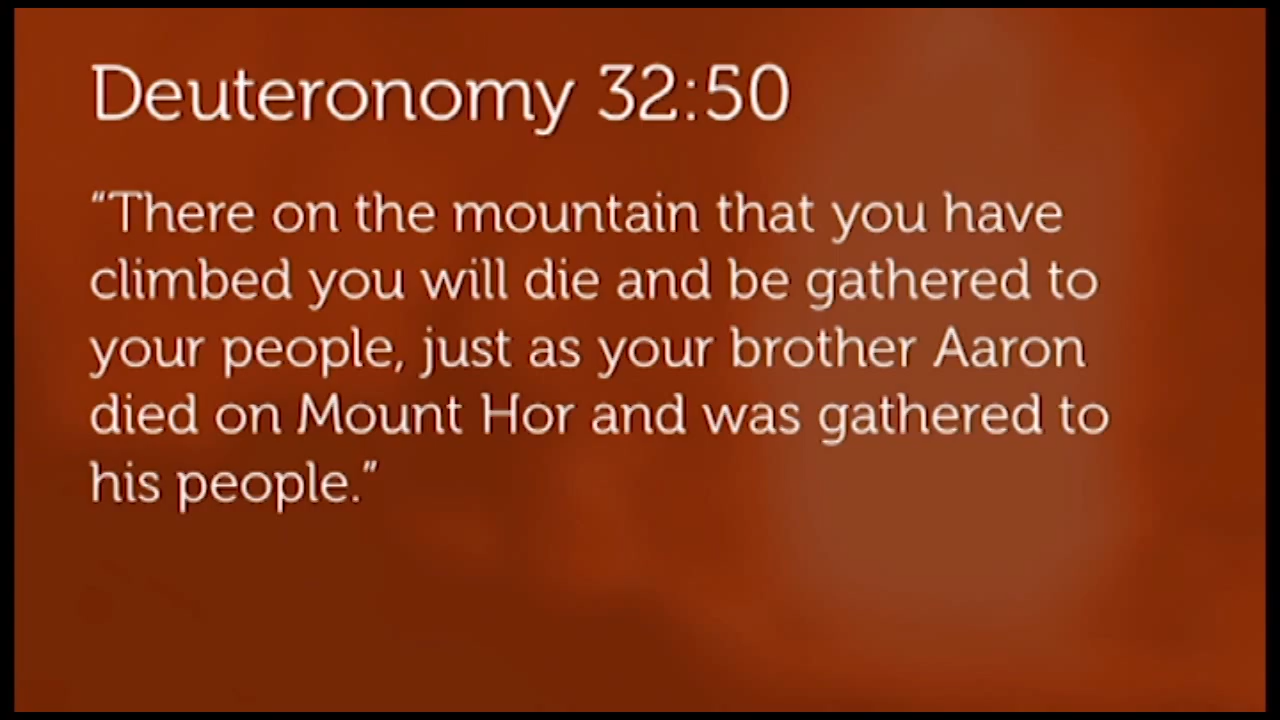 Deuteronomy 32:50
“There on the mountain that you have
climbed you will die and be gathered to
your people, just as your brother Aaron
died on Mount Hor and was gathered to
his people.”